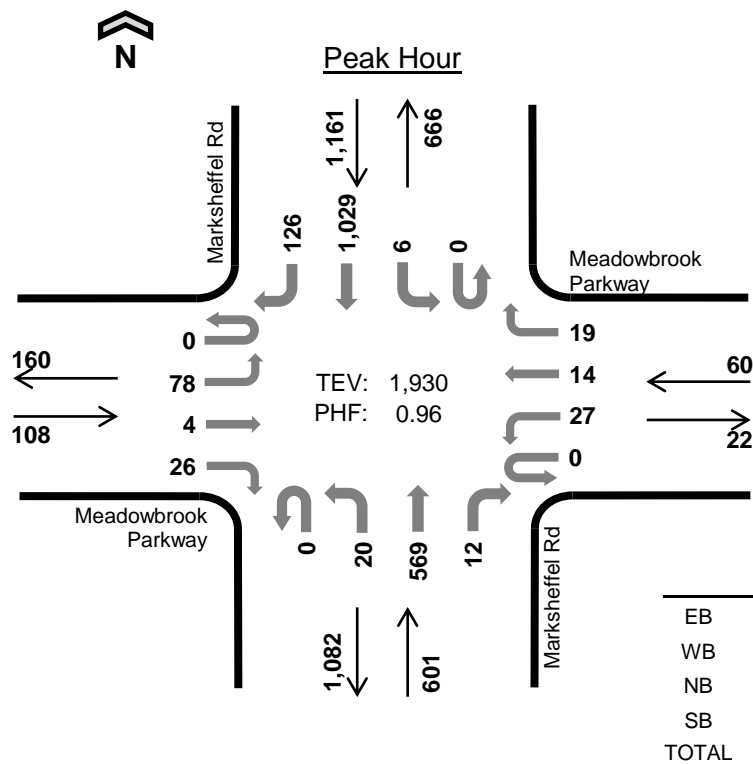 N
Peak Hour
Marksheffel Rd
1,161
666
126
1,029
6
0
Meadowbrook
Parkway
0
78
4
26
160
108
TEV: 1,930
PHF: 0.96
19
14
27
0
60
22
Meadowbrook
Parkway
0
20
569
12
Marksheffel Rd
1,082
601
EB
WB
NB
SB
TOTAL